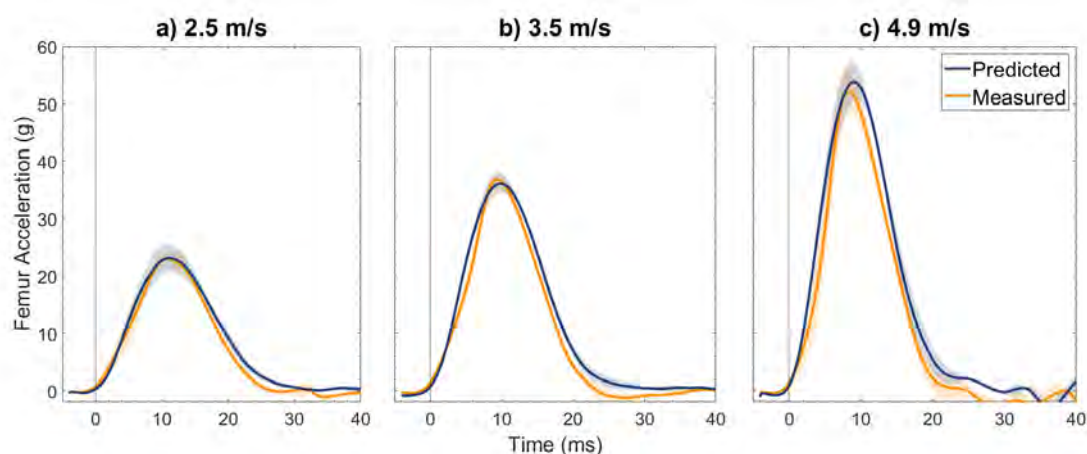 a) 2.5 m/s
b) 3.5 m/s
c) 4.9 m/s
60
50
40
30
20
10
0
Femur Acceleration (g)
Predicted
Measured
0 10 20 30 40
0 10 20 30 40
0 10 20 30 40
Time (ms)